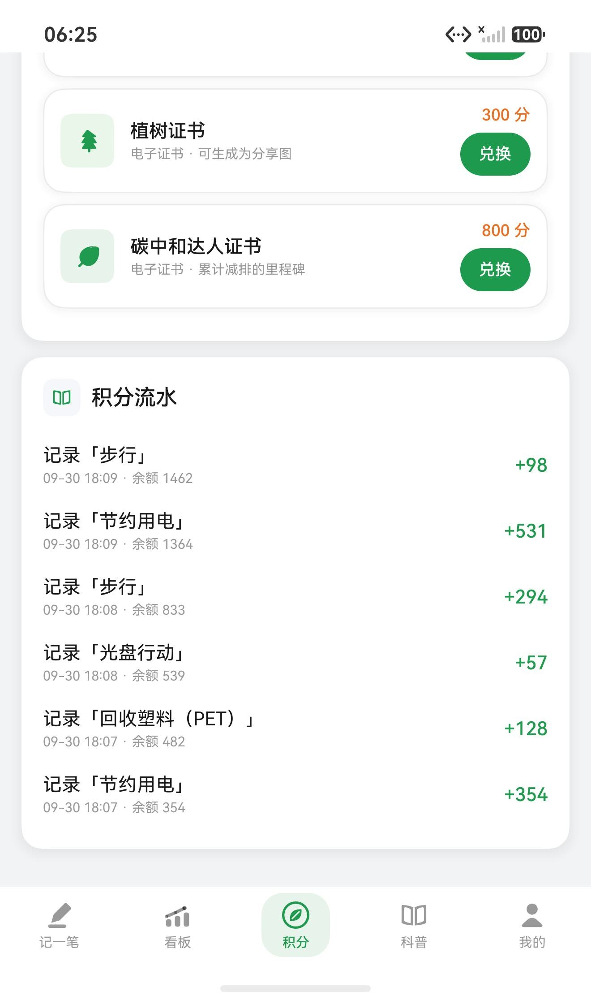 06:25
100
300 分
植树证书
电子证书 · 可生成为分享图
兑换
800 分
碳中和达人证书
电子证书 · 累计减排的里程碑
兑换
积分流水
记录「步行」
09-30 18:09 · 余额 1462
+98
记录「节约用电」
09-30 18:09 · 余额 1364
+531
记录「步行」
09-30 18:08 · 余额 833
+294
记录「光盘行动」
09-30 18:08 · 余额 539
+57
记录「回收塑料（PET）」
09-30 18:07 · 余额 482
+128
记录「节约用电」
09-30 18:07 · 余额 354
+354
记一笔
看板
积分
科普
我的